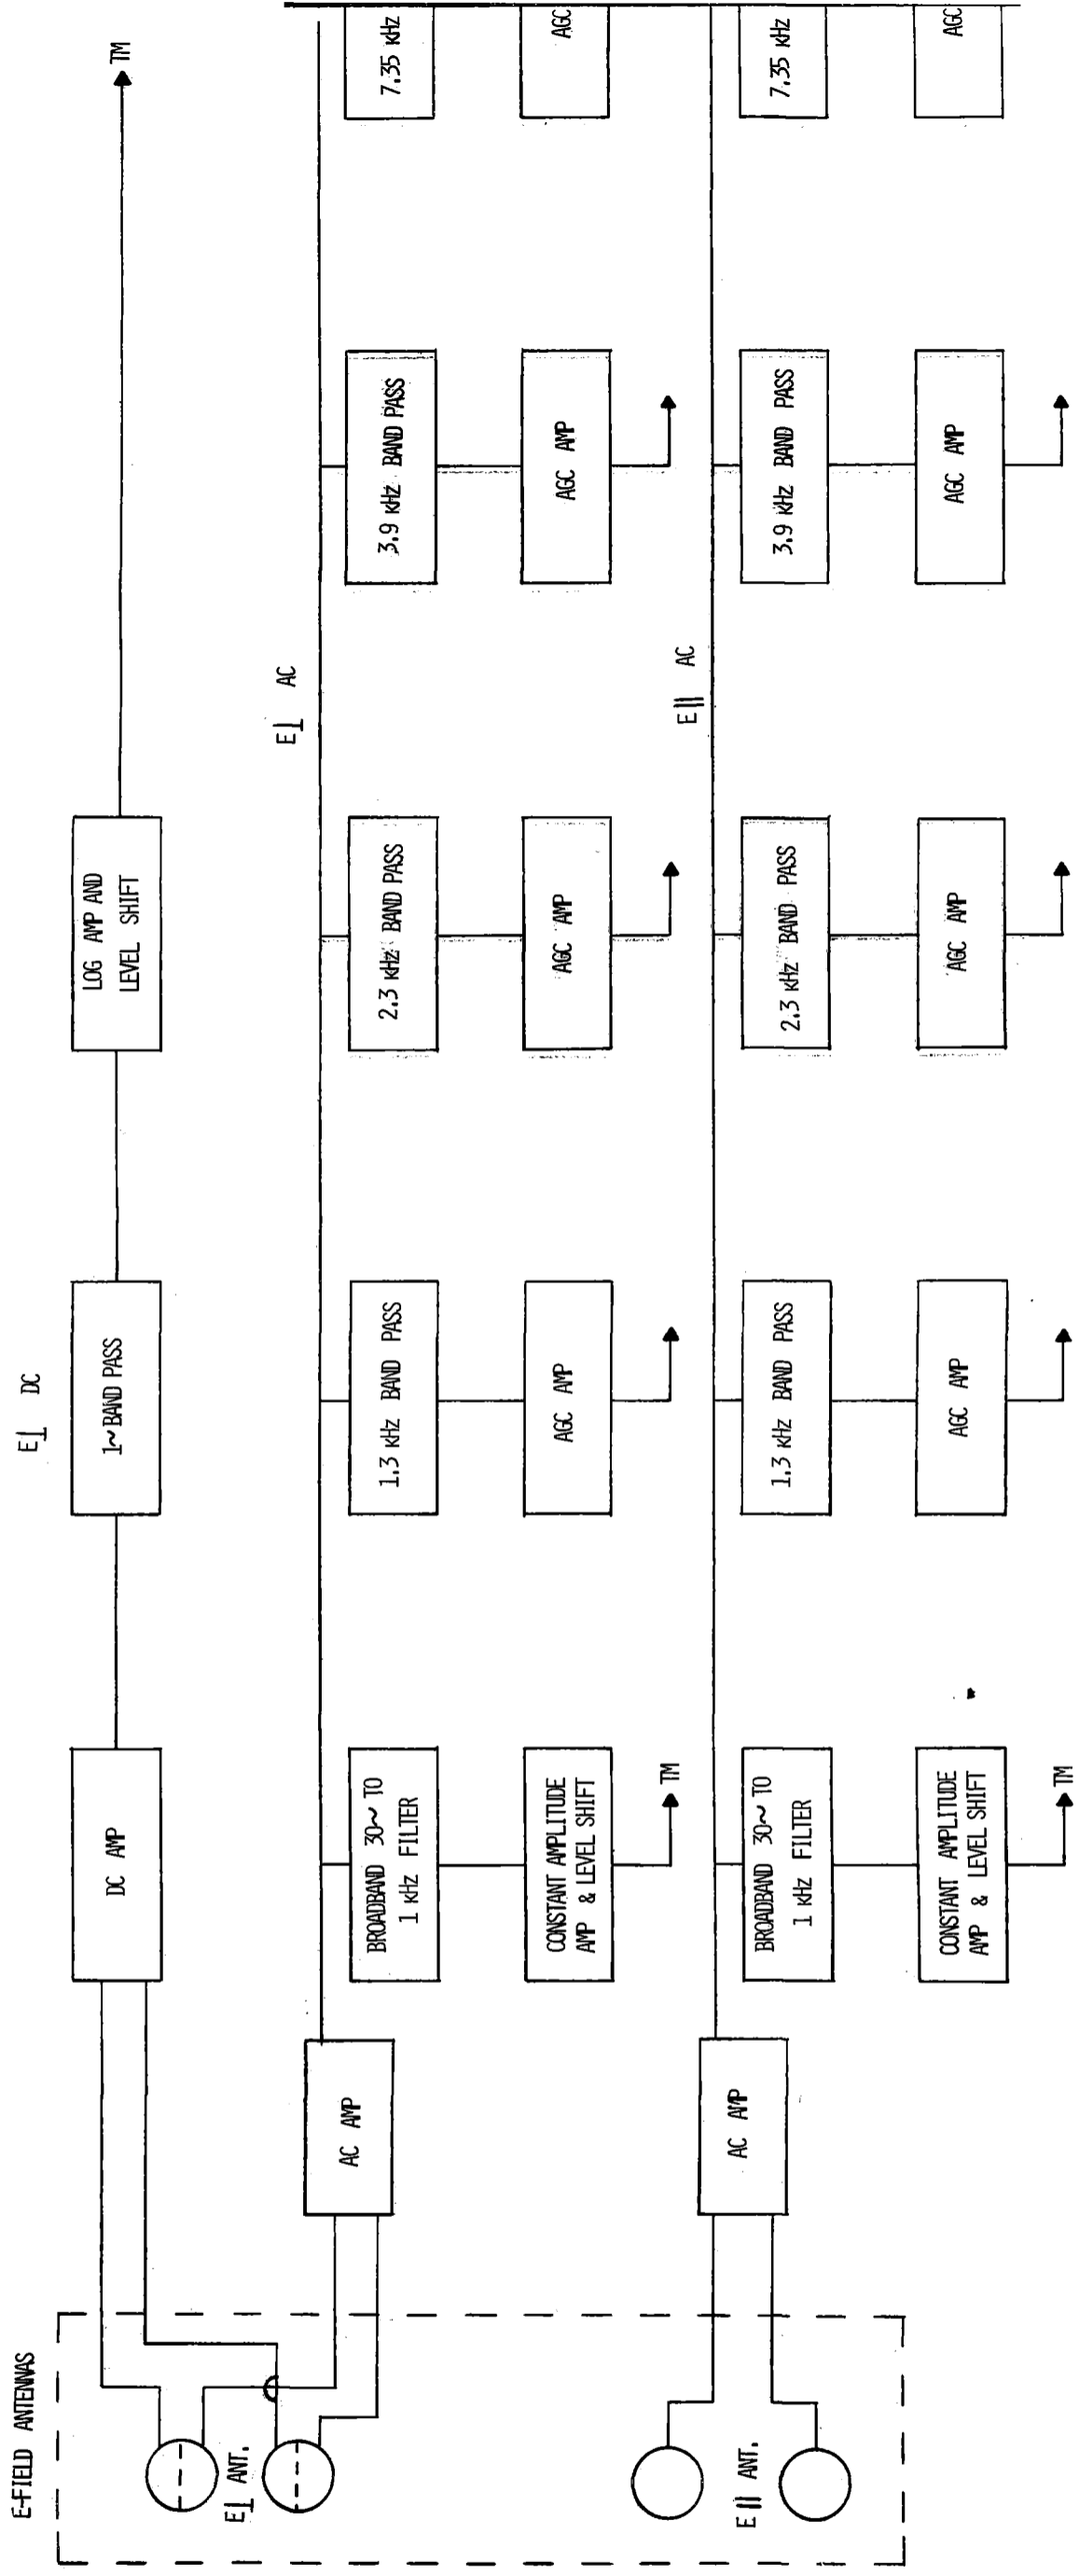 E-FIELD ANTENNAS
E⊥ ANT.
E∥ ANT.
E⊥ DC
DC AMP
1~ BAND PASS
LOG AMP AND
LEVEL SHIFT
TM
E⊥ AC
AC AMP
BROADBAND 30~ TO
1 kHz FILTER
CONSTANT AMPLITUDE
AMP & LEVEL SHIFT
TM
1.3 kHz BAND PASS
AGC AMP
2.3 kHz BAND PASS
AGC AMP
3.9 kHz BAND PASS
AGC AMP
7.35 kHz
AGC
E∥ AC
AC AMP
BROADBAND 30~ TO
1 kHz FILTER
CONSTANT AMPLITUDE
AMP & LEVEL SHIFT
TM
1.3 kHz BAND PASS
AGC AMP
2.3 kHz BAND PASS
AGC AMP
3.9 kHz BAND PASS
AGC AMP
7.35 kHz
AGC